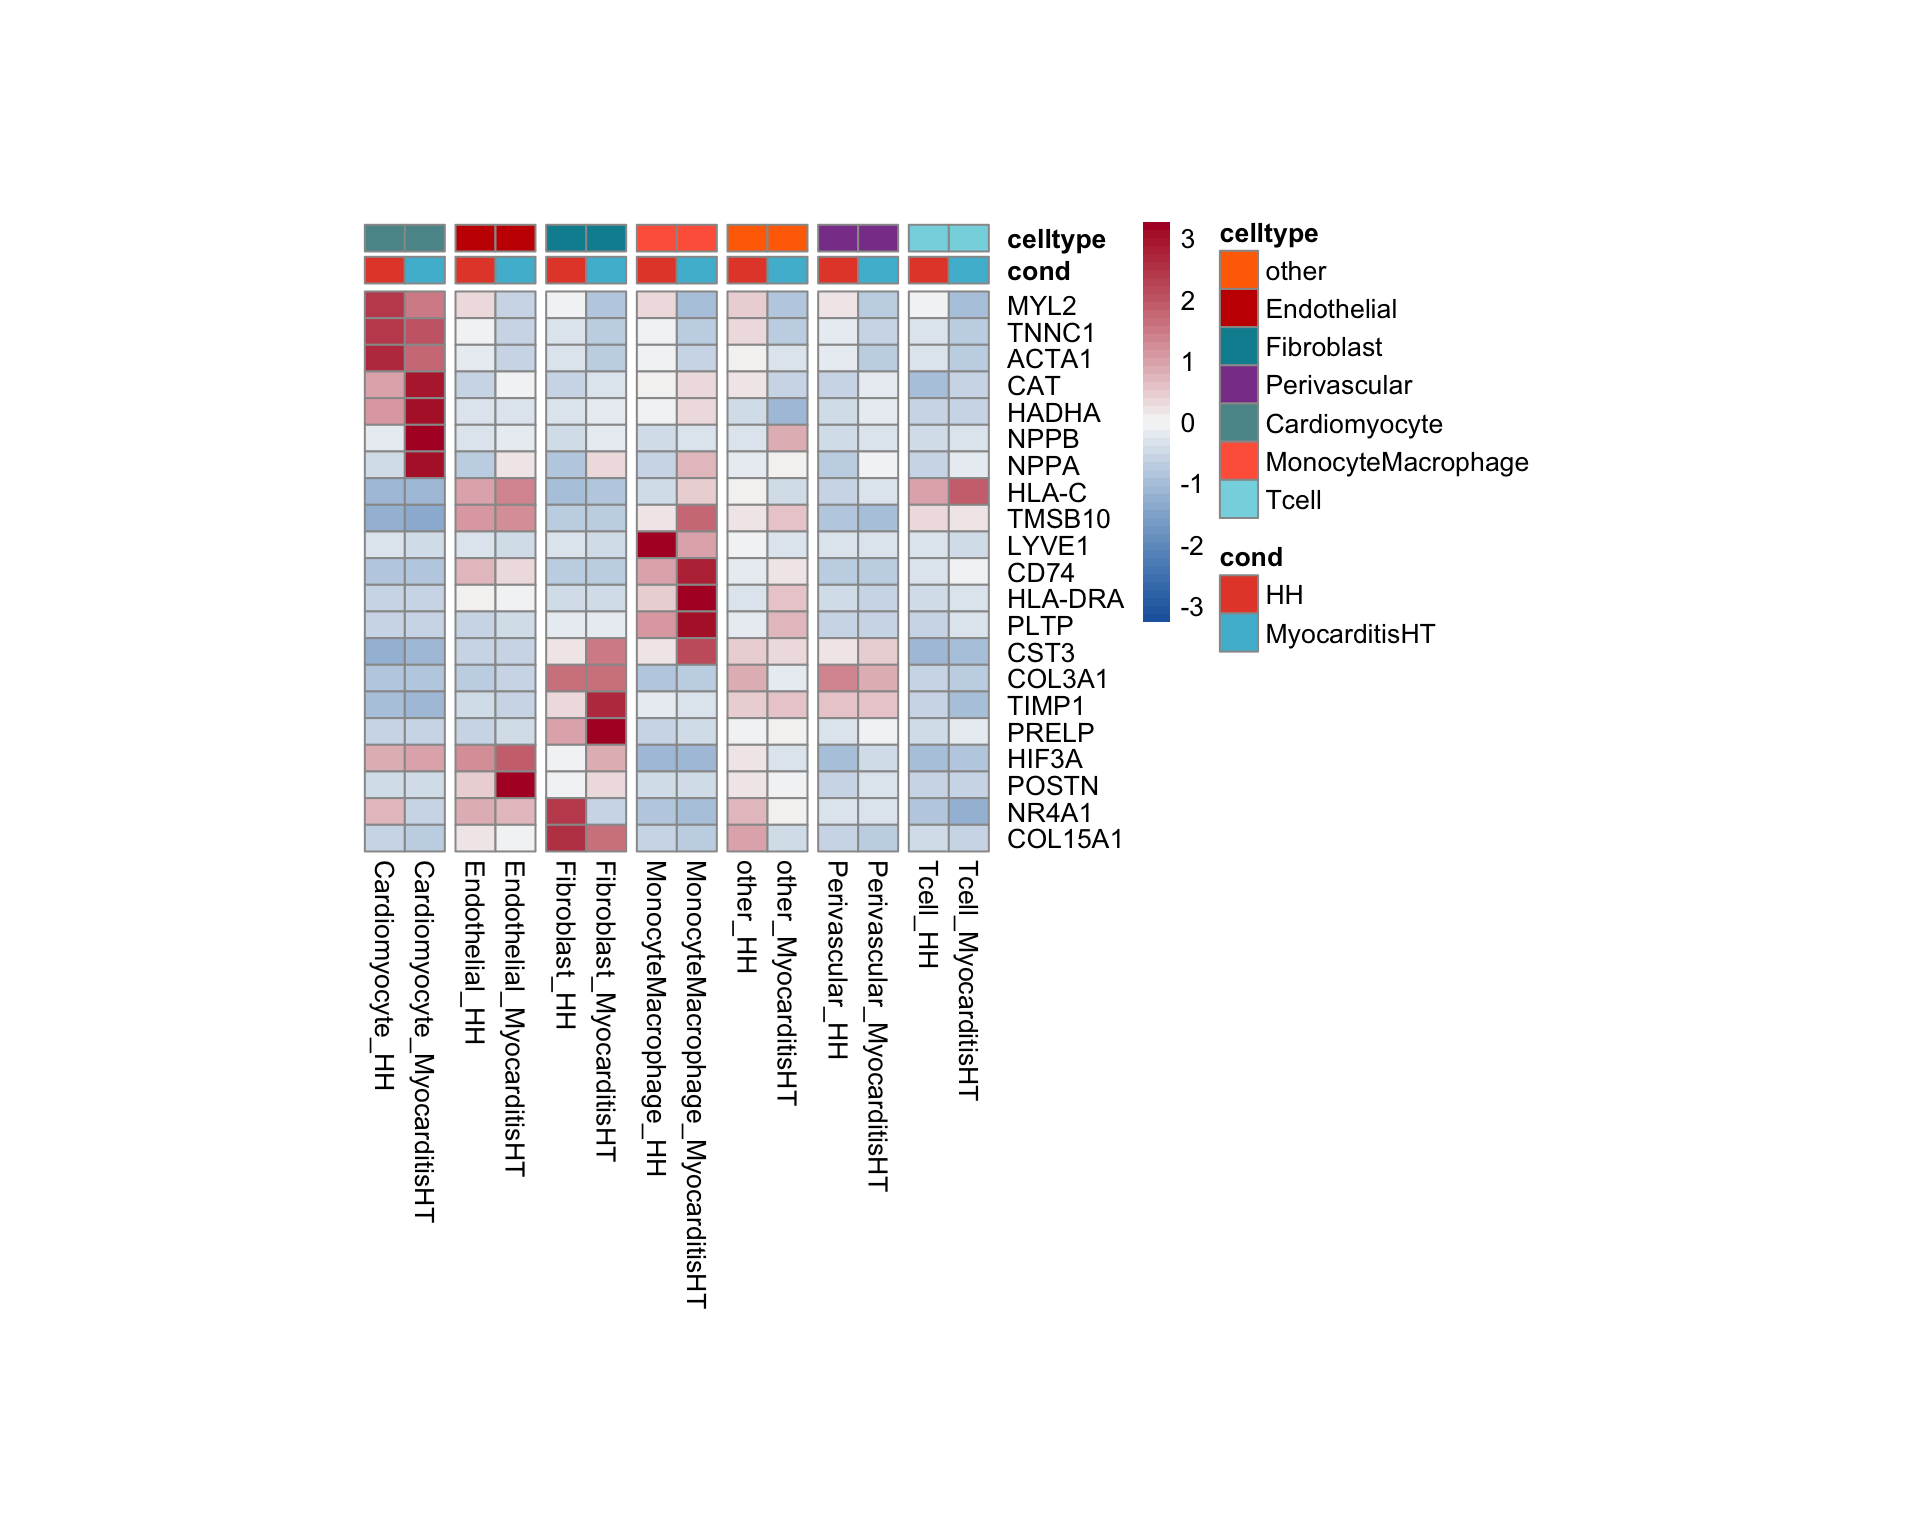 celltype
cond
MYL2
TNNC1
ACTA1
CAT
HADHA
NPPB
NPPA
HLA-C
TMSB10
LYVE1
CD74
HLA-DRA
PLTP
CST3
COL3A1
TIMP1
PRELP
HIF3A
POSTN
NR4A1
COL15A1
Cardiomyocyte_HH
Cardiomyocyte_MyocarditisHT
Endothelial_HH
Endothelial_MyocarditisHT
Fibroblast_HH
Fibroblast_MyocarditisHT
MonocyteMacrophage_HH
MonocyteMacrophage_MyocarditisHT
other_HH
other_MyocarditisHT
Perivascular_HH
Perivascular_MyocarditisHT
Tcell_HH
Tcell_MyocarditisHT
3
2
1
0
-1
-2
-3
celltype
other
Endothelial
Fibroblast
Perivascular
Cardiomyocyte
MonocyteMacrophage
Tcell
cond
HH
MyocarditisHT